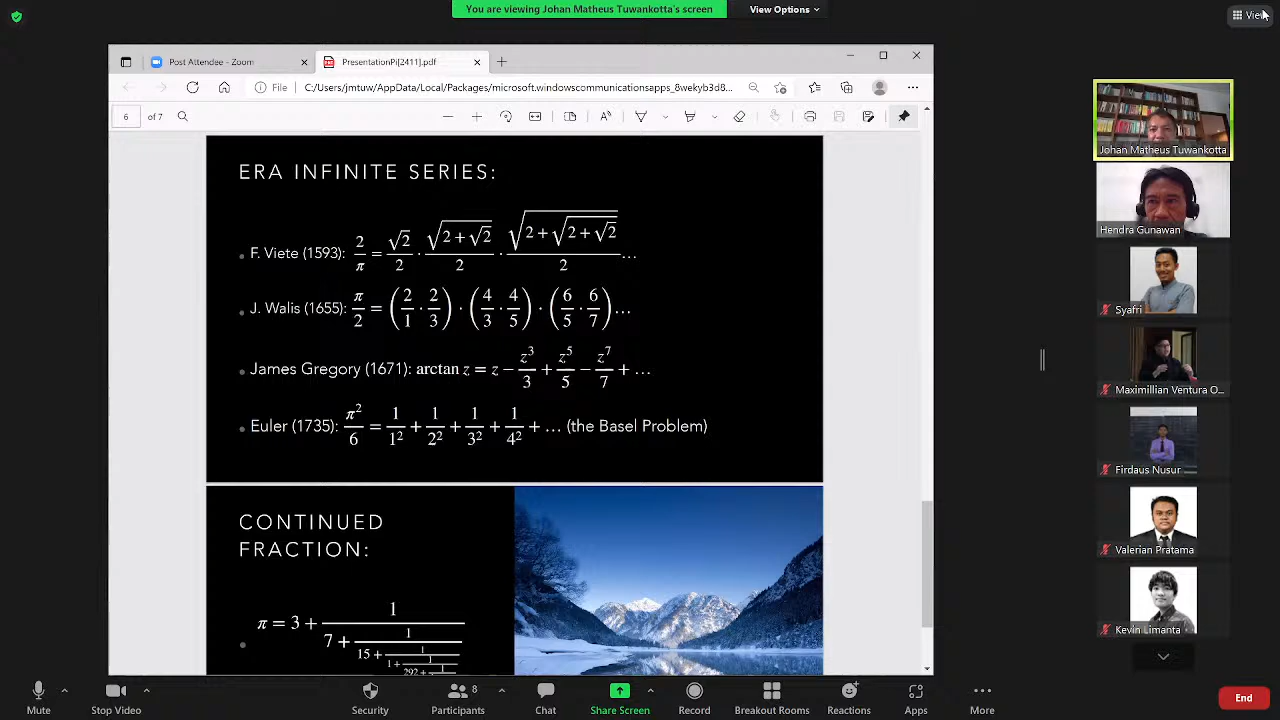 You are viewing Johan Matheus Tuwankotta's screen
View Options
View
Post Attendee - Zoom
PresentationPi[2411].pdf
File
C:/Users/jmtuw/AppData/Local/Packages/microsoft.windowscommunicationsapps_8wekyb3d8...
6 of 7
ERA INFINITE SERIES:
F. Viete (1593): 2/π = √2/2 · √(2 + √2)/2 · √(2 + √(2 + √2))/2 ...
J. Walis (1655): π/2 = (2/1 · 2/3) · (4/3 · 4/5) · (6/5 · 6/7) ...
James Gregory (1671): arctan z = z − z³/3 + z⁵/5 − z⁷/7 + ...
Euler (1735): π²/6 = 1/1² + 1/2² + 1/3² + 1/4² + ... (the Basel Problem)
CONTINUED
FRACTION:
π = 3 + 1/(7 + 1/(15 + 1/(1 + 1/(292 + 1
Johan Matheus Tuwankotta
Hendra Gunawan
Syafri
Maximillian Ventura O...
Firdaus Nusur
Valerian Pratama
Kevin Limanta
Mute
Stop Video
Security
Participants
8
Chat
Share Screen
Record
Breakout Rooms
Reactions
Apps
More
End